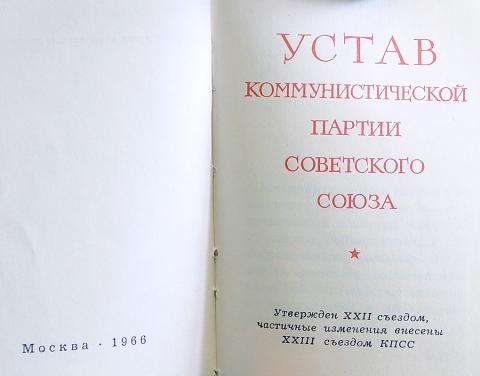 Москва · 1966
УСТАВ
КОММУНИСТИЧЕСКОЙ
ПАРТИИ
СОВЕТСКОГО
СОЮЗА
Утвержден XXII съездом,
частичные изменения внесены
XXIII съездом КПСС